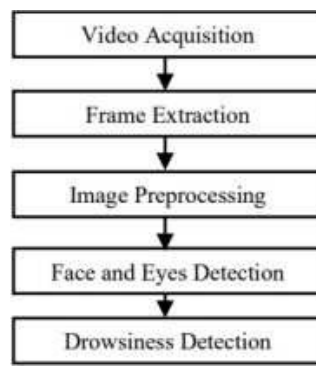 Video Acquisition
Frame Extraction
Image Preprocessing
Face and Eyes Detection
Drowsiness Detection